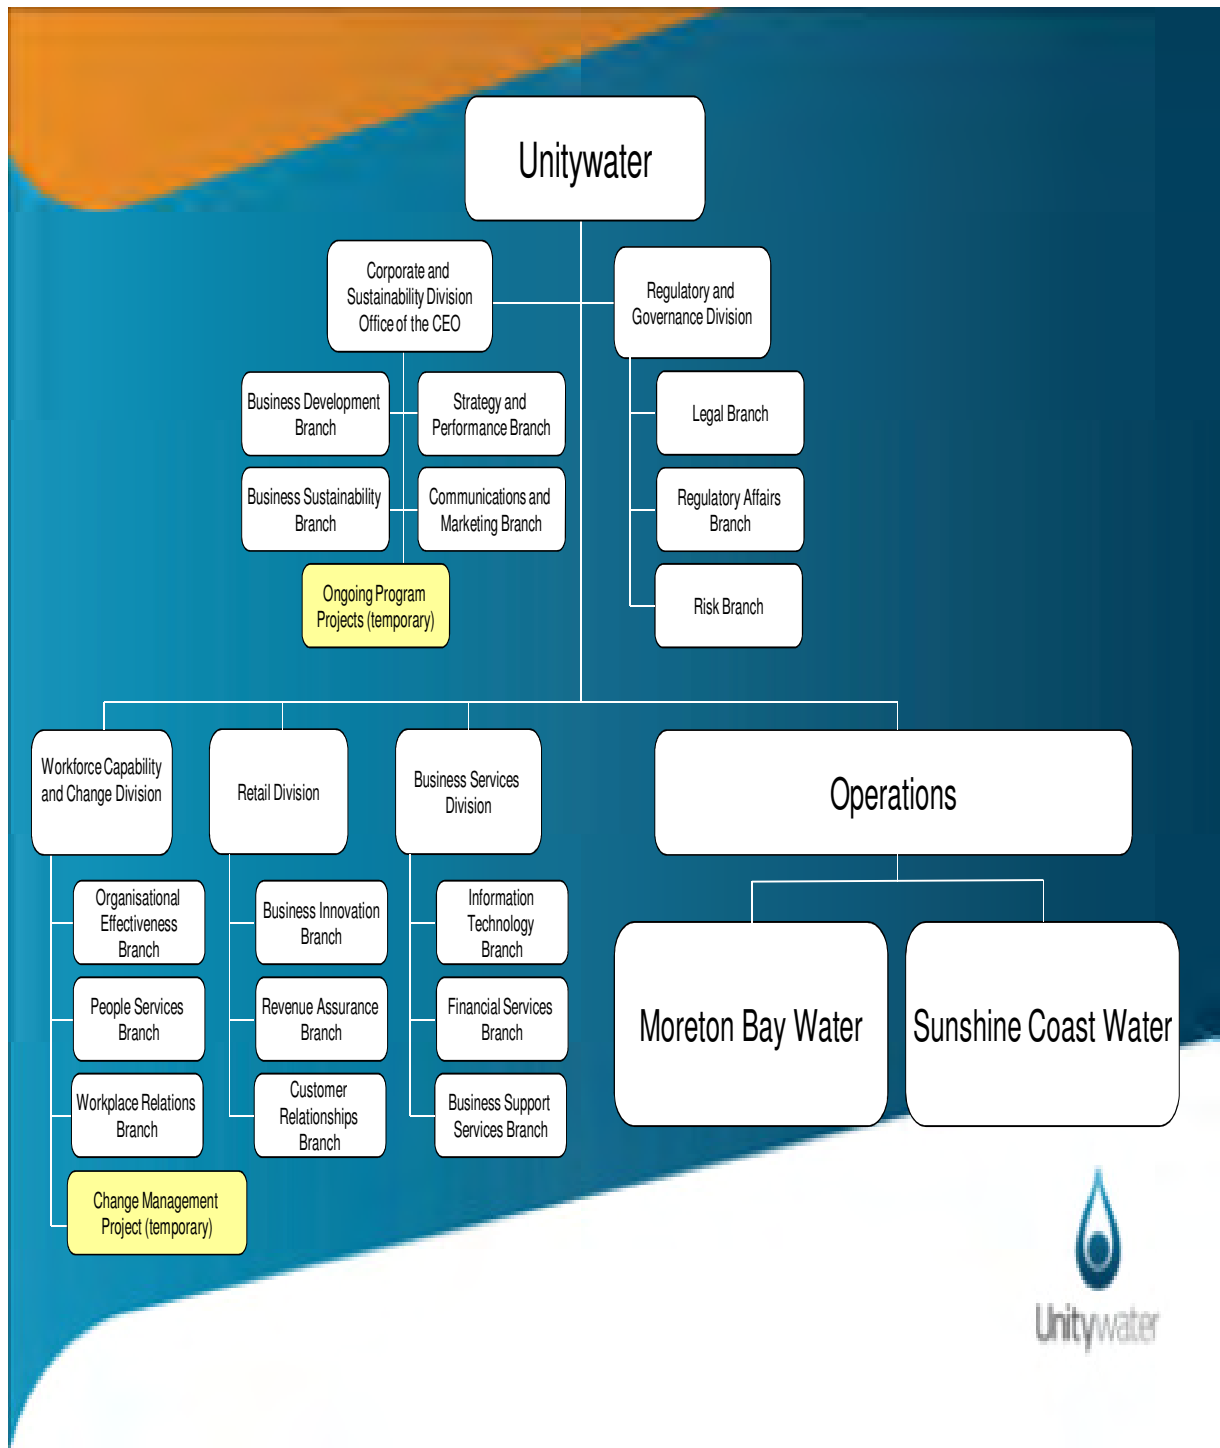 Unitywater
Corporate and
Sustainability Division
Office of the CEO
Regulatory and
Governance Division
Business Development
Branch
Strategy and
Performance Branch
Legal Branch
Business Sustainability
Branch
Communications and
Marketing Branch
Regulatory Affairs
Branch
Ongoing Program
Projects (temporary)
Risk Branch
Workforce Capability
and Change Division
Retail Division
Business Services
Division
Operations
Organisational
Effectiveness
Branch
People Services
Branch
Workplace Relations
Branch
Change Management
Project (temporary)
Business Innovation
Branch
Revenue Assurance
Branch
Customer
Relationships
Branch
Information
Technology
Branch
Financial Services
Branch
Business Support
Services Branch
Moreton Bay Water
Sunshine Coast Water
Unitywater